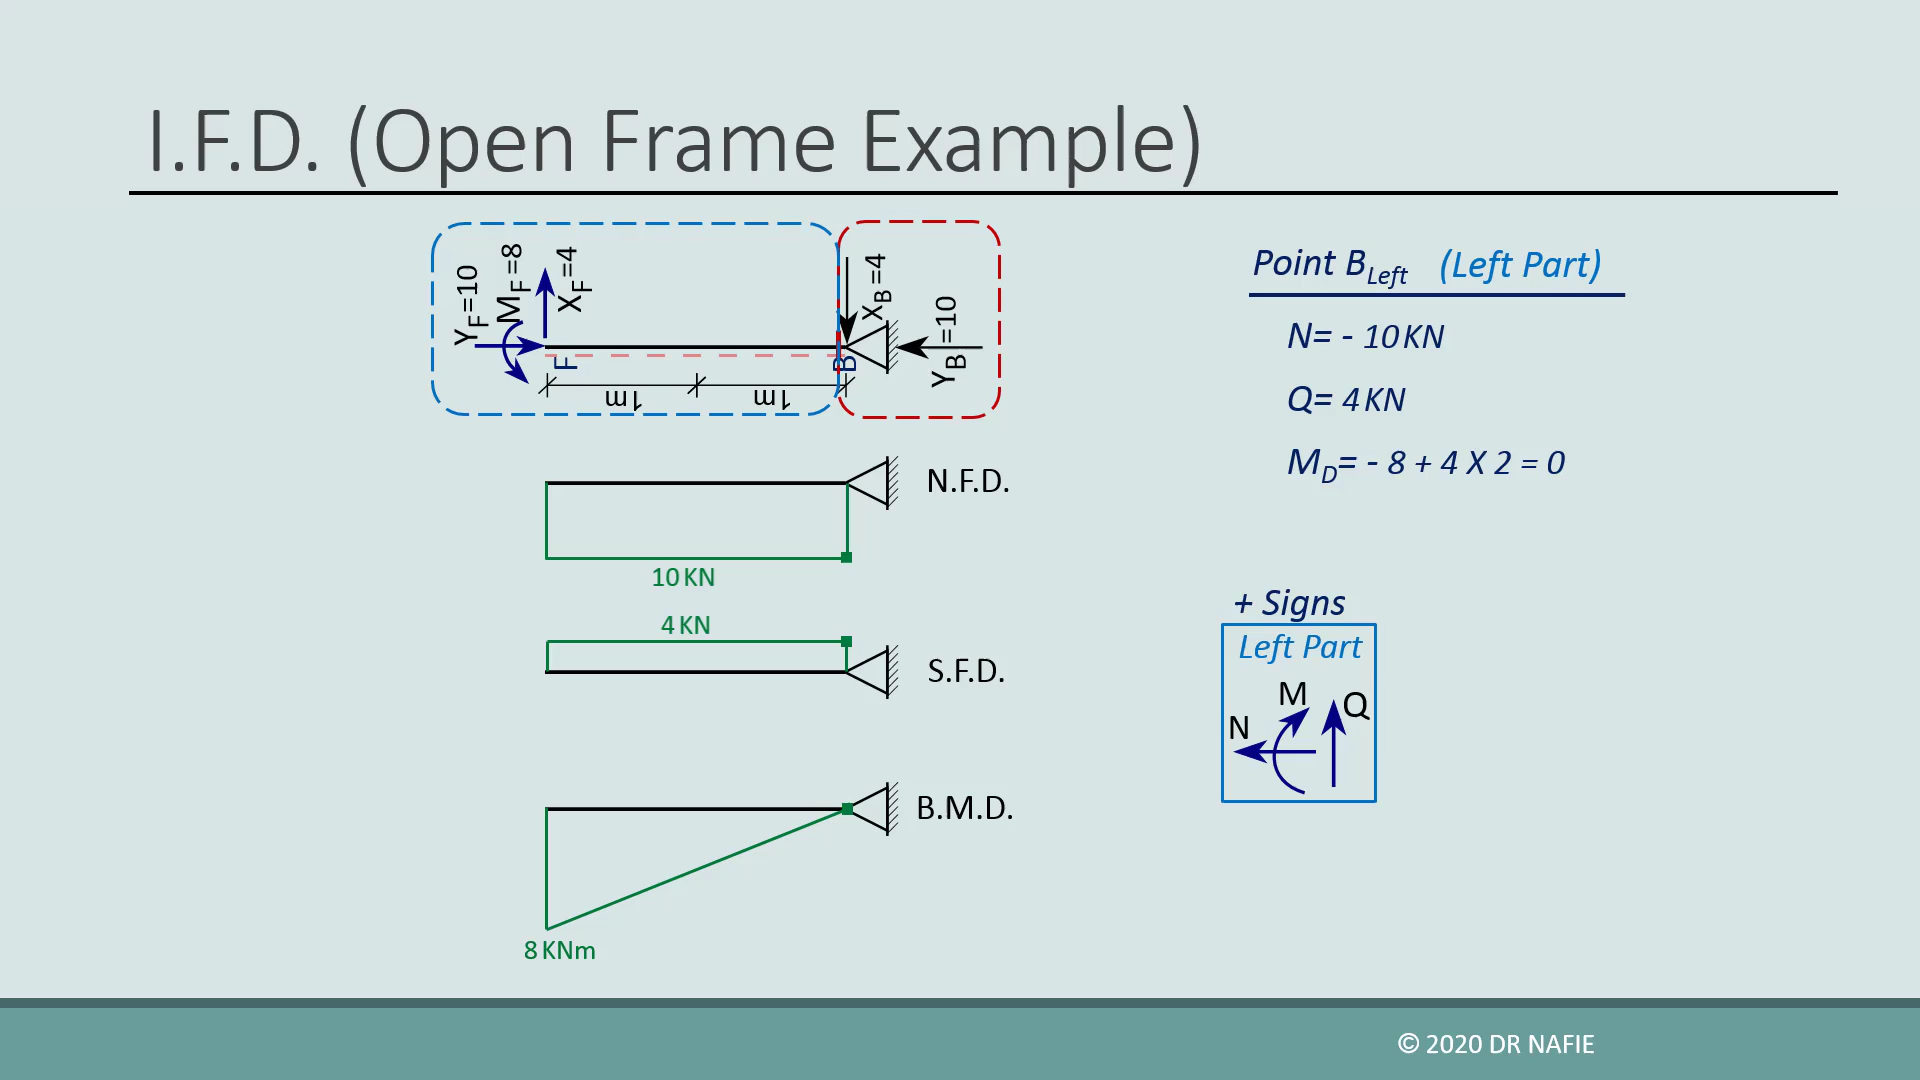 I.F.D. (Open Frame Example)
Y_F=10
M_F=8
X_F=4
X_B=4
Y_B=10
F
B
1m
1m
Point B_Left (Left Part)
N= - 10 KN
Q= 4 KN
M_D= - 8 + 4 X 2 = 0
N.F.D.
10 KN
4 KN
S.F.D.
+ Signs
Left Part
M
Q
N
B.M.D.
8 KNm
© 2020 DR NAFIE